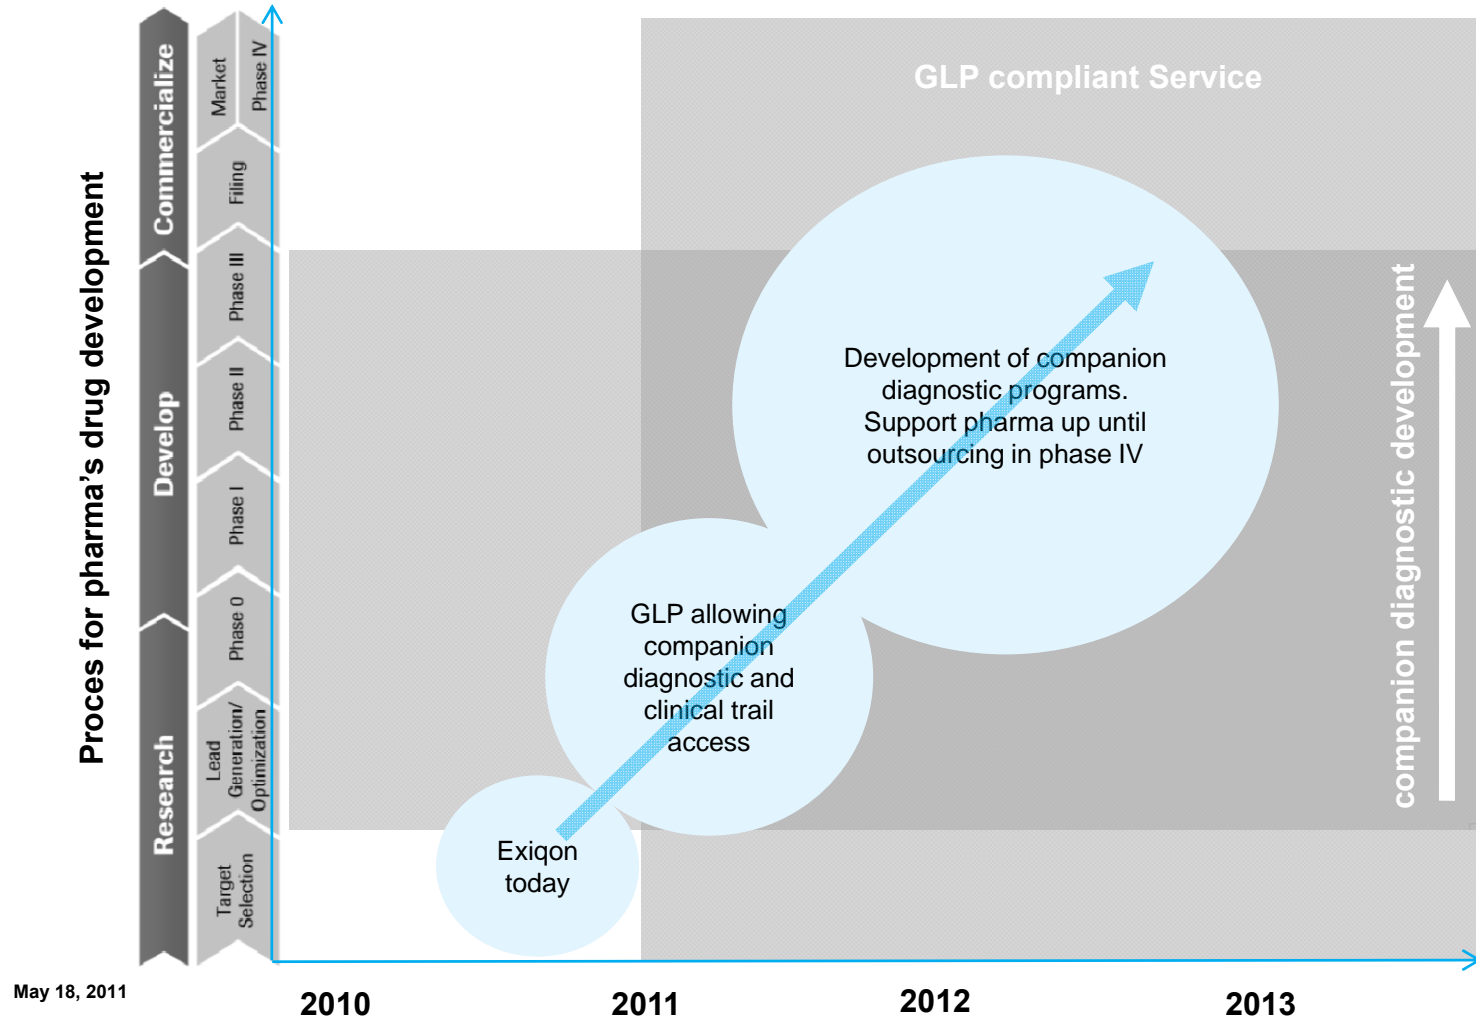 Proces for pharma's drug development
Commercialize
Develop
Research
Market
Phase IV
Filing
Phase III
Phase II
Phase I
Phase 0
Lead
Generation/
Optimization
Target
Selection
GLP compliant Service
companion diagnostic development
Development of companion
diagnostic programs.
Support pharma up until
outsourcing in phase IV
GLP allowing
companion
diagnostic and
clinical trail
access
Exiqon
today
May 18, 2011
2010
2011
2012
2013